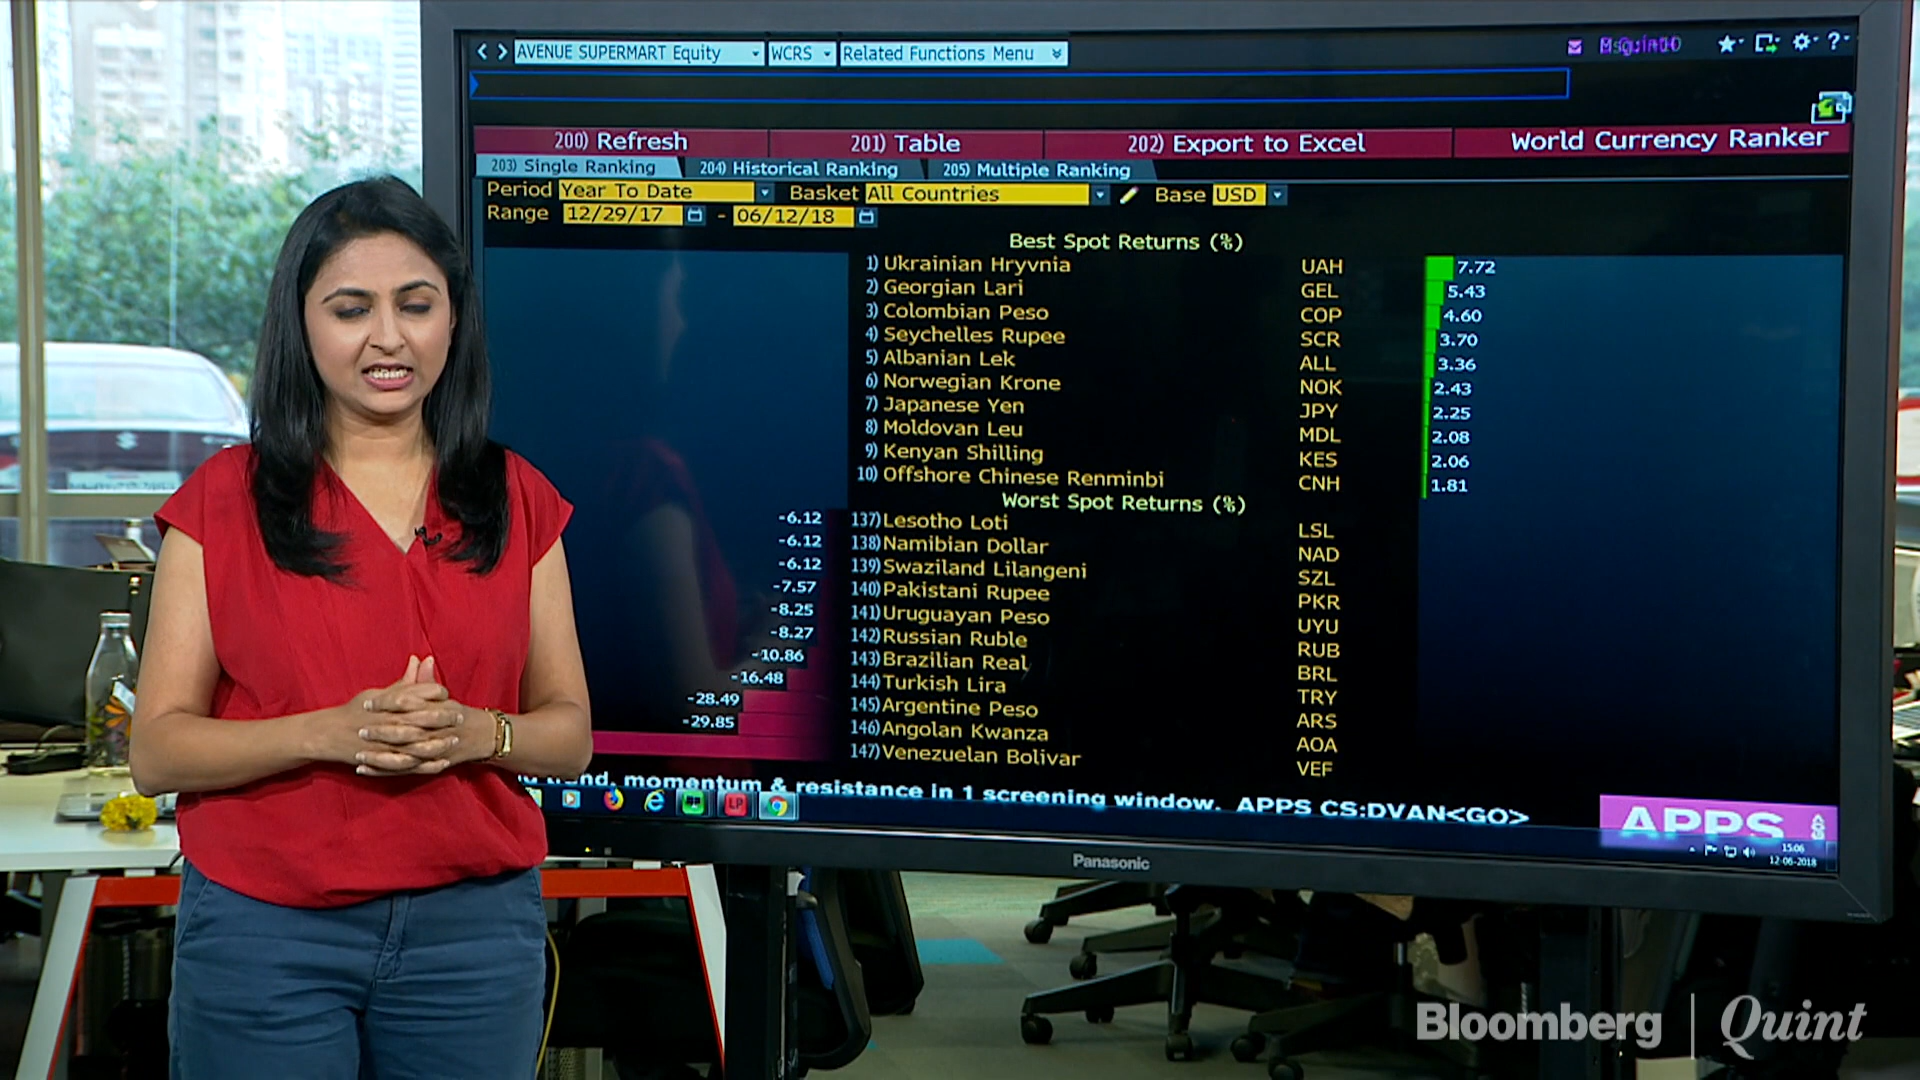 AVENUE SUPERMART Equity WCRS Related Functions Menu
200) Refresh 201) Table 202) Export to Excel World Currency Ranker
203) Single Ranking 204) Historical Ranking 205) Multiple Ranking
Period Year To Date Basket All Countries Base USD
Range 12/29/17 - 06/12/18
Best Spot Returns (%)
1) Ukrainian Hryvnia UAH 7.72
2) Georgian Lari GEL 5.43
3) Colombian Peso COP 4.60
4) Seychelles Rupee SCR 3.70
5) Albanian Lek ALL 3.36
6) Norwegian Krone NOK 2.43
7) Japanese Yen JPY 2.25
8) Moldovan Leu MDL 2.08
9) Kenyan Shilling KES 2.06
10) Offshore Chinese Renminbi CNH 1.81
Worst Spot Returns (%)
-6.12 137) Lesotho Loti LSL
-6.12 138) Namibian Dollar NAD
-6.12 139) Swaziland Lilangeni SZL
-7.57 140) Pakistani Rupee PKR
-8.25 141) Uruguayan Peso UYU
-8.27 142) Russian Ruble RUB
-10.86 143) Brazilian Real BRL
-16.48 144) Turkish Lira TRY
-28.49 145) Argentine Peso ARS
-29.85 146) Angolan Kwanza AOA
147) Venezuelan Bolivar VEF
trend, momentum & resistance in 1 screening window. APPS CS:DVAN<GO>
APPS
15:06
12-06-2018
Panasonic
Bloomberg | Quint